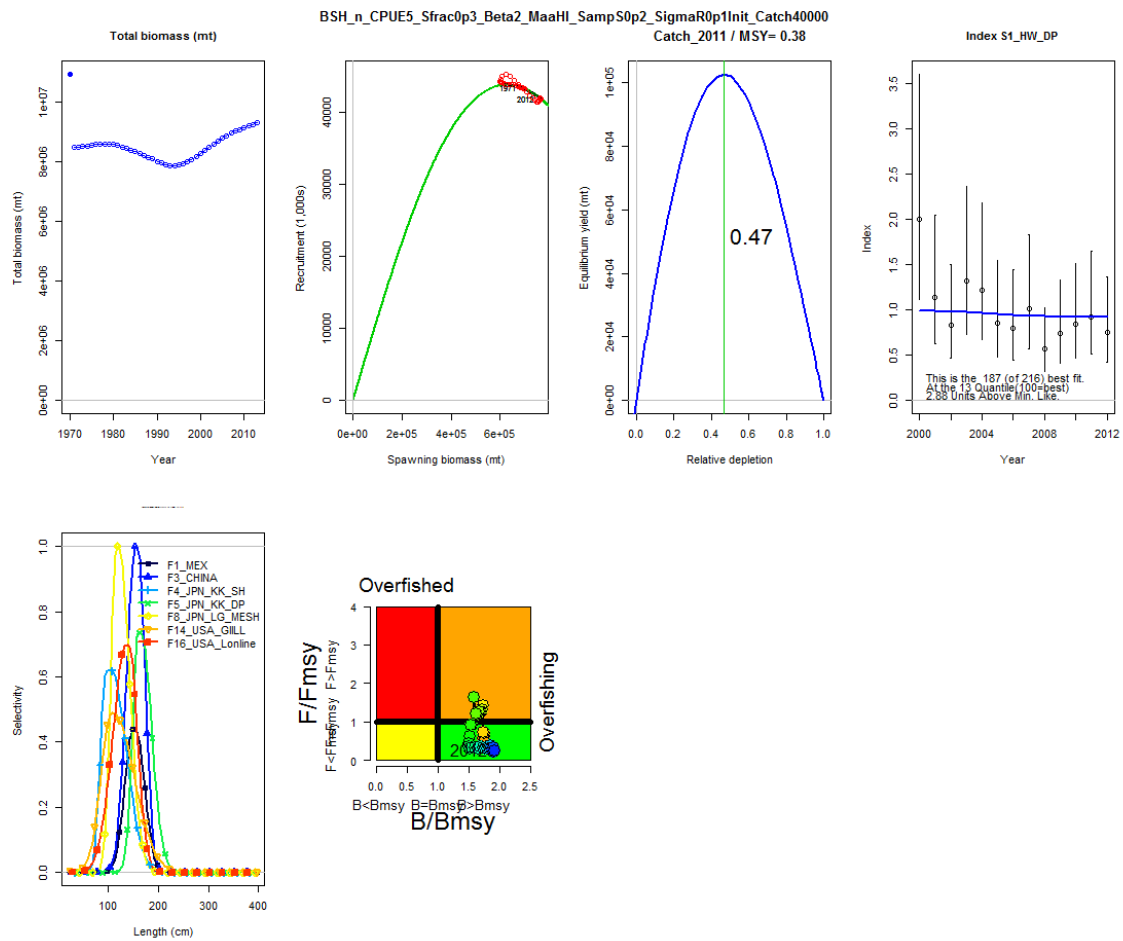 BSH_n_CPUE5_Sfrac0p3_Beta2_MaaHI_SampS0p2_SigmaR0p1Init_Catch40000
Total biomass (mt)
Catch_2011 / MSY= 0.38
Index S1_HW_DP
Total biomass (mt)
0e+00
2e+06
4e+06
6e+06
8e+06
1e+07
1970
1980
1990
2000
2010
Year
Recruitment (1,000s)
0
10000
20000
30000
40000
1971
2012
0e+00
2e+05
4e+05
6e+05
Spawning biomass (mt)
Equilibrium yield (mt)
0e+00
2e+04
4e+04
6e+04
8e+04
1e+05
0.47
0.0
0.2
0.4
0.6
0.8
1.0
Relative depletion
Index
0.0
0.5
1.0
1.5
2.0
2.5
3.0
3.5
This is the 187 (of 216) best fit.
At the 13 Quantile(100=best)
2.88 Units Above Min. Like.
2000
2004
2008
2012
Year
Selectivity
0.0
0.2
0.4
0.6
0.8
1.0
F1_MEX
F3_CHINA
F4_JPN_KK_SH
F5_JPN_KK_DP
F8_JPN_LG_MESH
F14_USA_GIILL
F16_USA_Lonline
100
200
300
400
Length (cm)
Overfished
F/Fmsy
F>Fmsy
0
1
2
3
4
2012
Overfishing
0.0
0.5
1.0
1.5
2.0
2.5
B<Bmsy
B=Bmsy
B>Bmsy
B/Bmsy